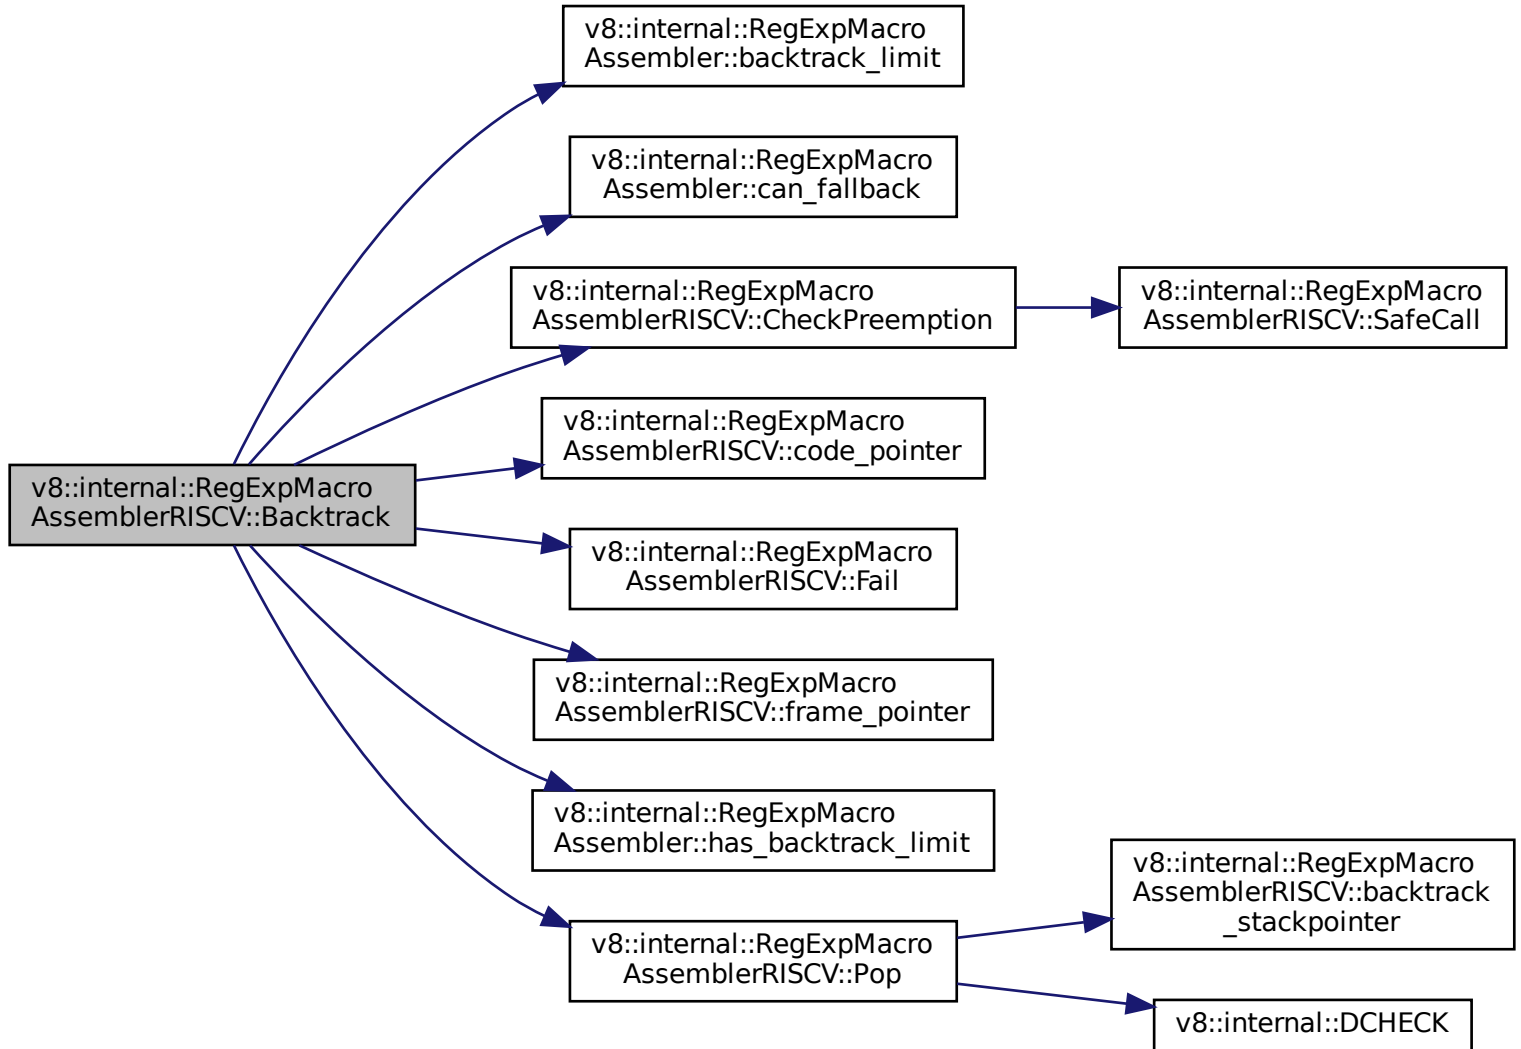 v8::internal::RegExpMacro
Assembler::backtrack_limit
v8::internal::RegExpMacro
Assembler::can_fallback
v8::internal::RegExpMacro
AssemblerRISCV::CheckPreemption
v8::internal::RegExpMacro
AssemblerRISCV::SafeCall
v8::internal::RegExpMacro
AssemblerRISCV::code_pointer
v8::internal::RegExpMacro
AssemblerRISCV::Backtrack
v8::internal::RegExpMacro
AssemblerRISCV::Fail
v8::internal::RegExpMacro
AssemblerRISCV::frame_pointer
v8::internal::RegExpMacro
Assembler::has_backtrack_limit
v8::internal::RegExpMacro
AssemblerRISCV::backtrack
_stackpointer
v8::internal::RegExpMacro
AssemblerRISCV::Pop
v8::internal::DCHECK